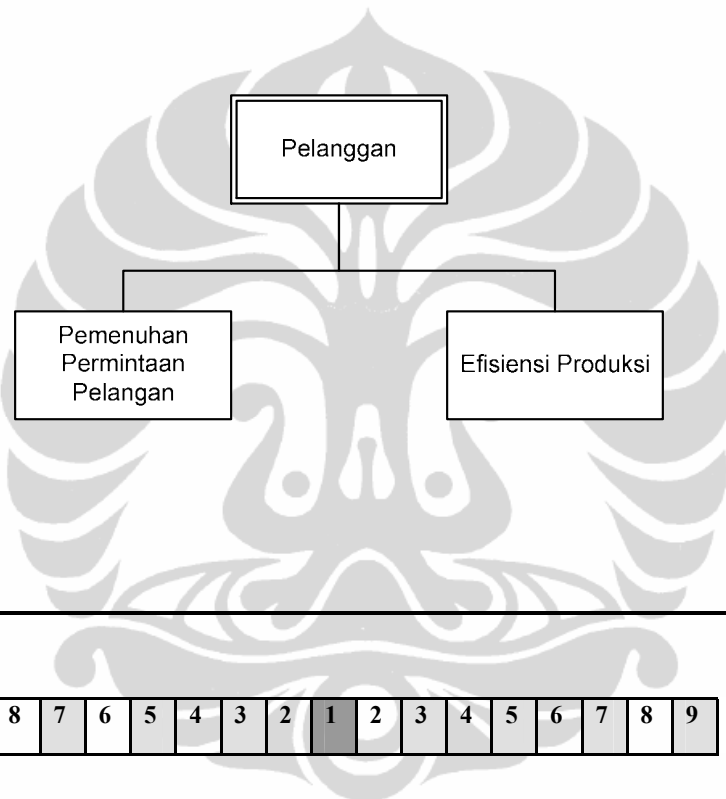 Pelanggan
Pemenuhan
Permintaan
Pelangan
Efisiensi Produksi
8 7 6 5 4 3 2 1 2 3 4 5 6 7 8 9